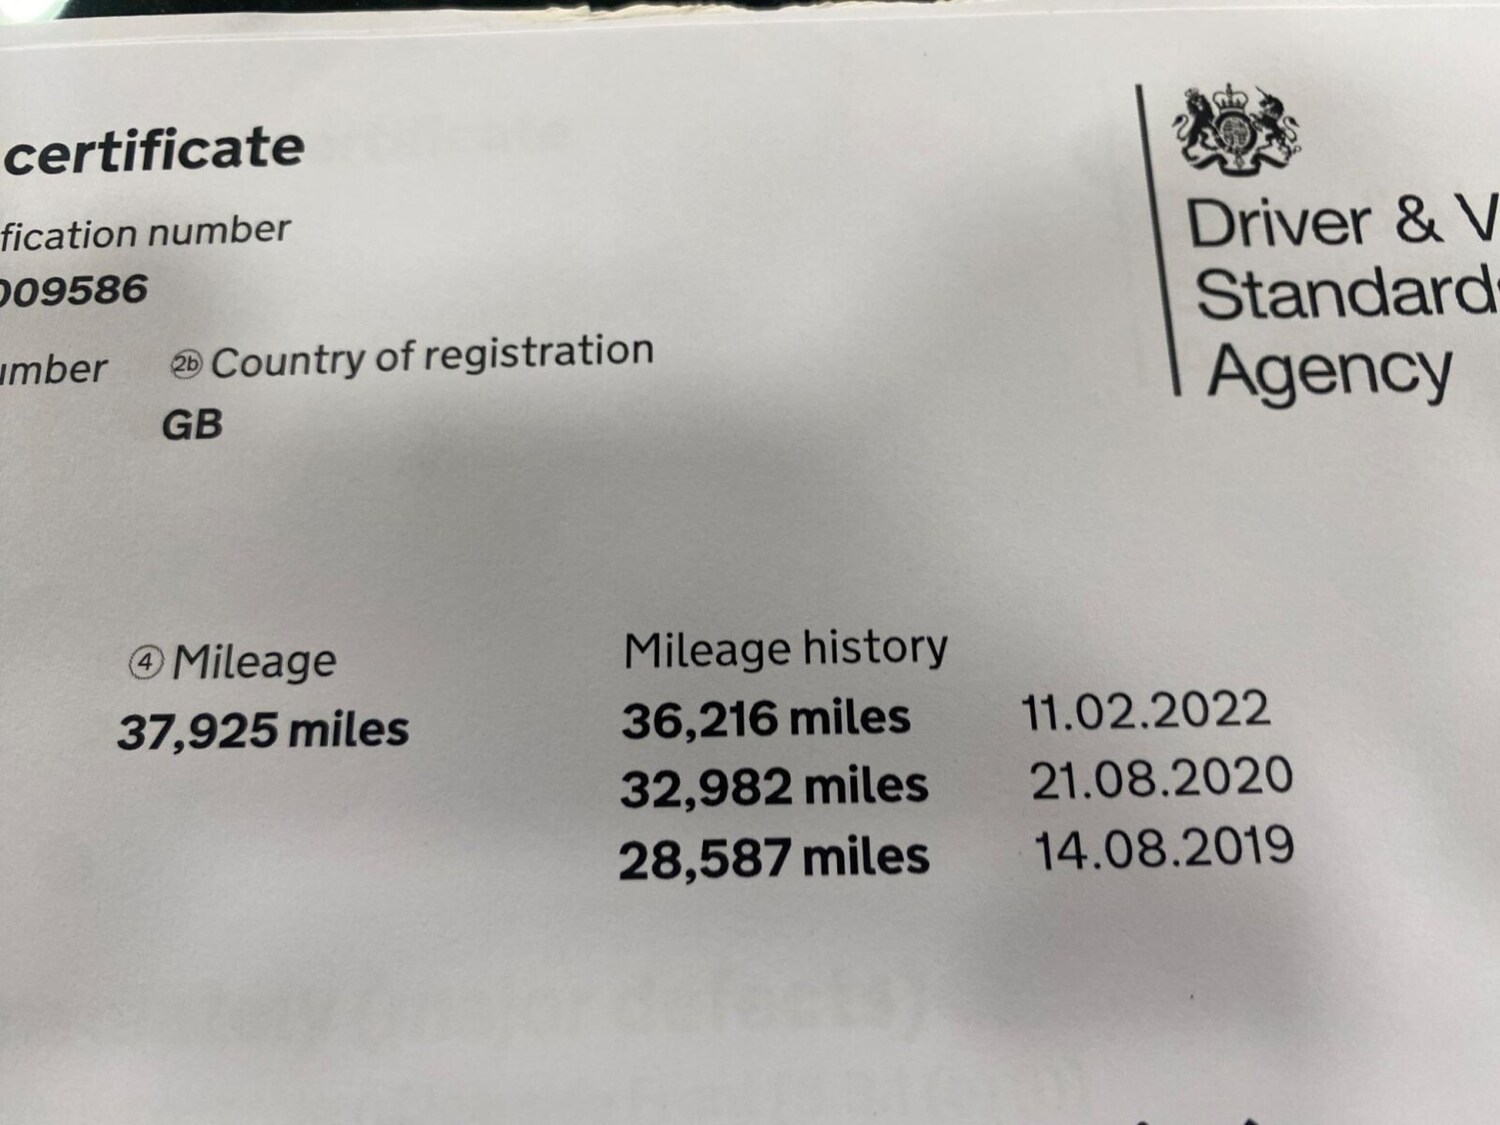 certificate
fication number
009586
umber
2b Country of registration
GB
Driver & V
Standards
Agency
4 Mileage
37,925 miles
Mileage history
36,216 miles 11.02.2022
32,982 miles 21.08.2020
28,587 miles 14.08.2019